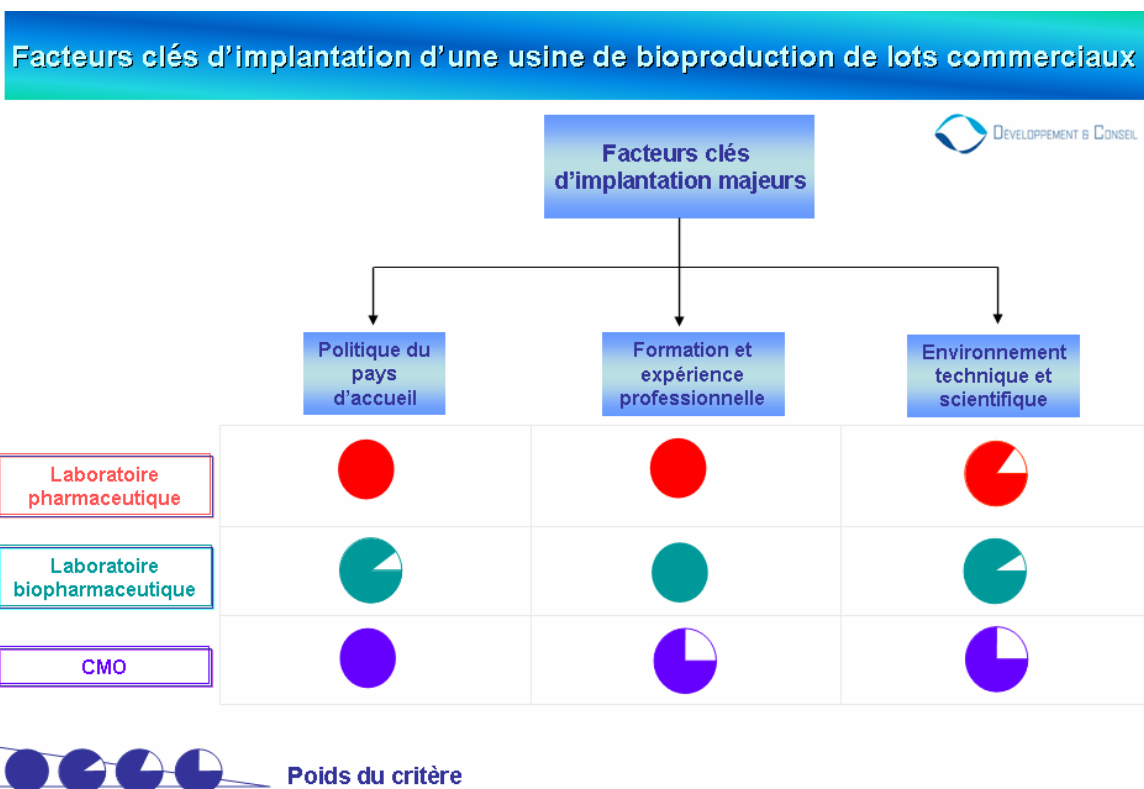 Facteurs clés d'implantation d'une usine de bioproduction de lots commerciaux
DÉVELOPPEMENT & CONSEIL
Facteurs clés
d'implantation majeurs
Politique du
pays
d'accueil
Formation et
expérience
professionnelle
Environnement
technique et
scientifique
Laboratoire
pharmaceutique
Laboratoire
biopharmaceutique
CMO
Poids du critère